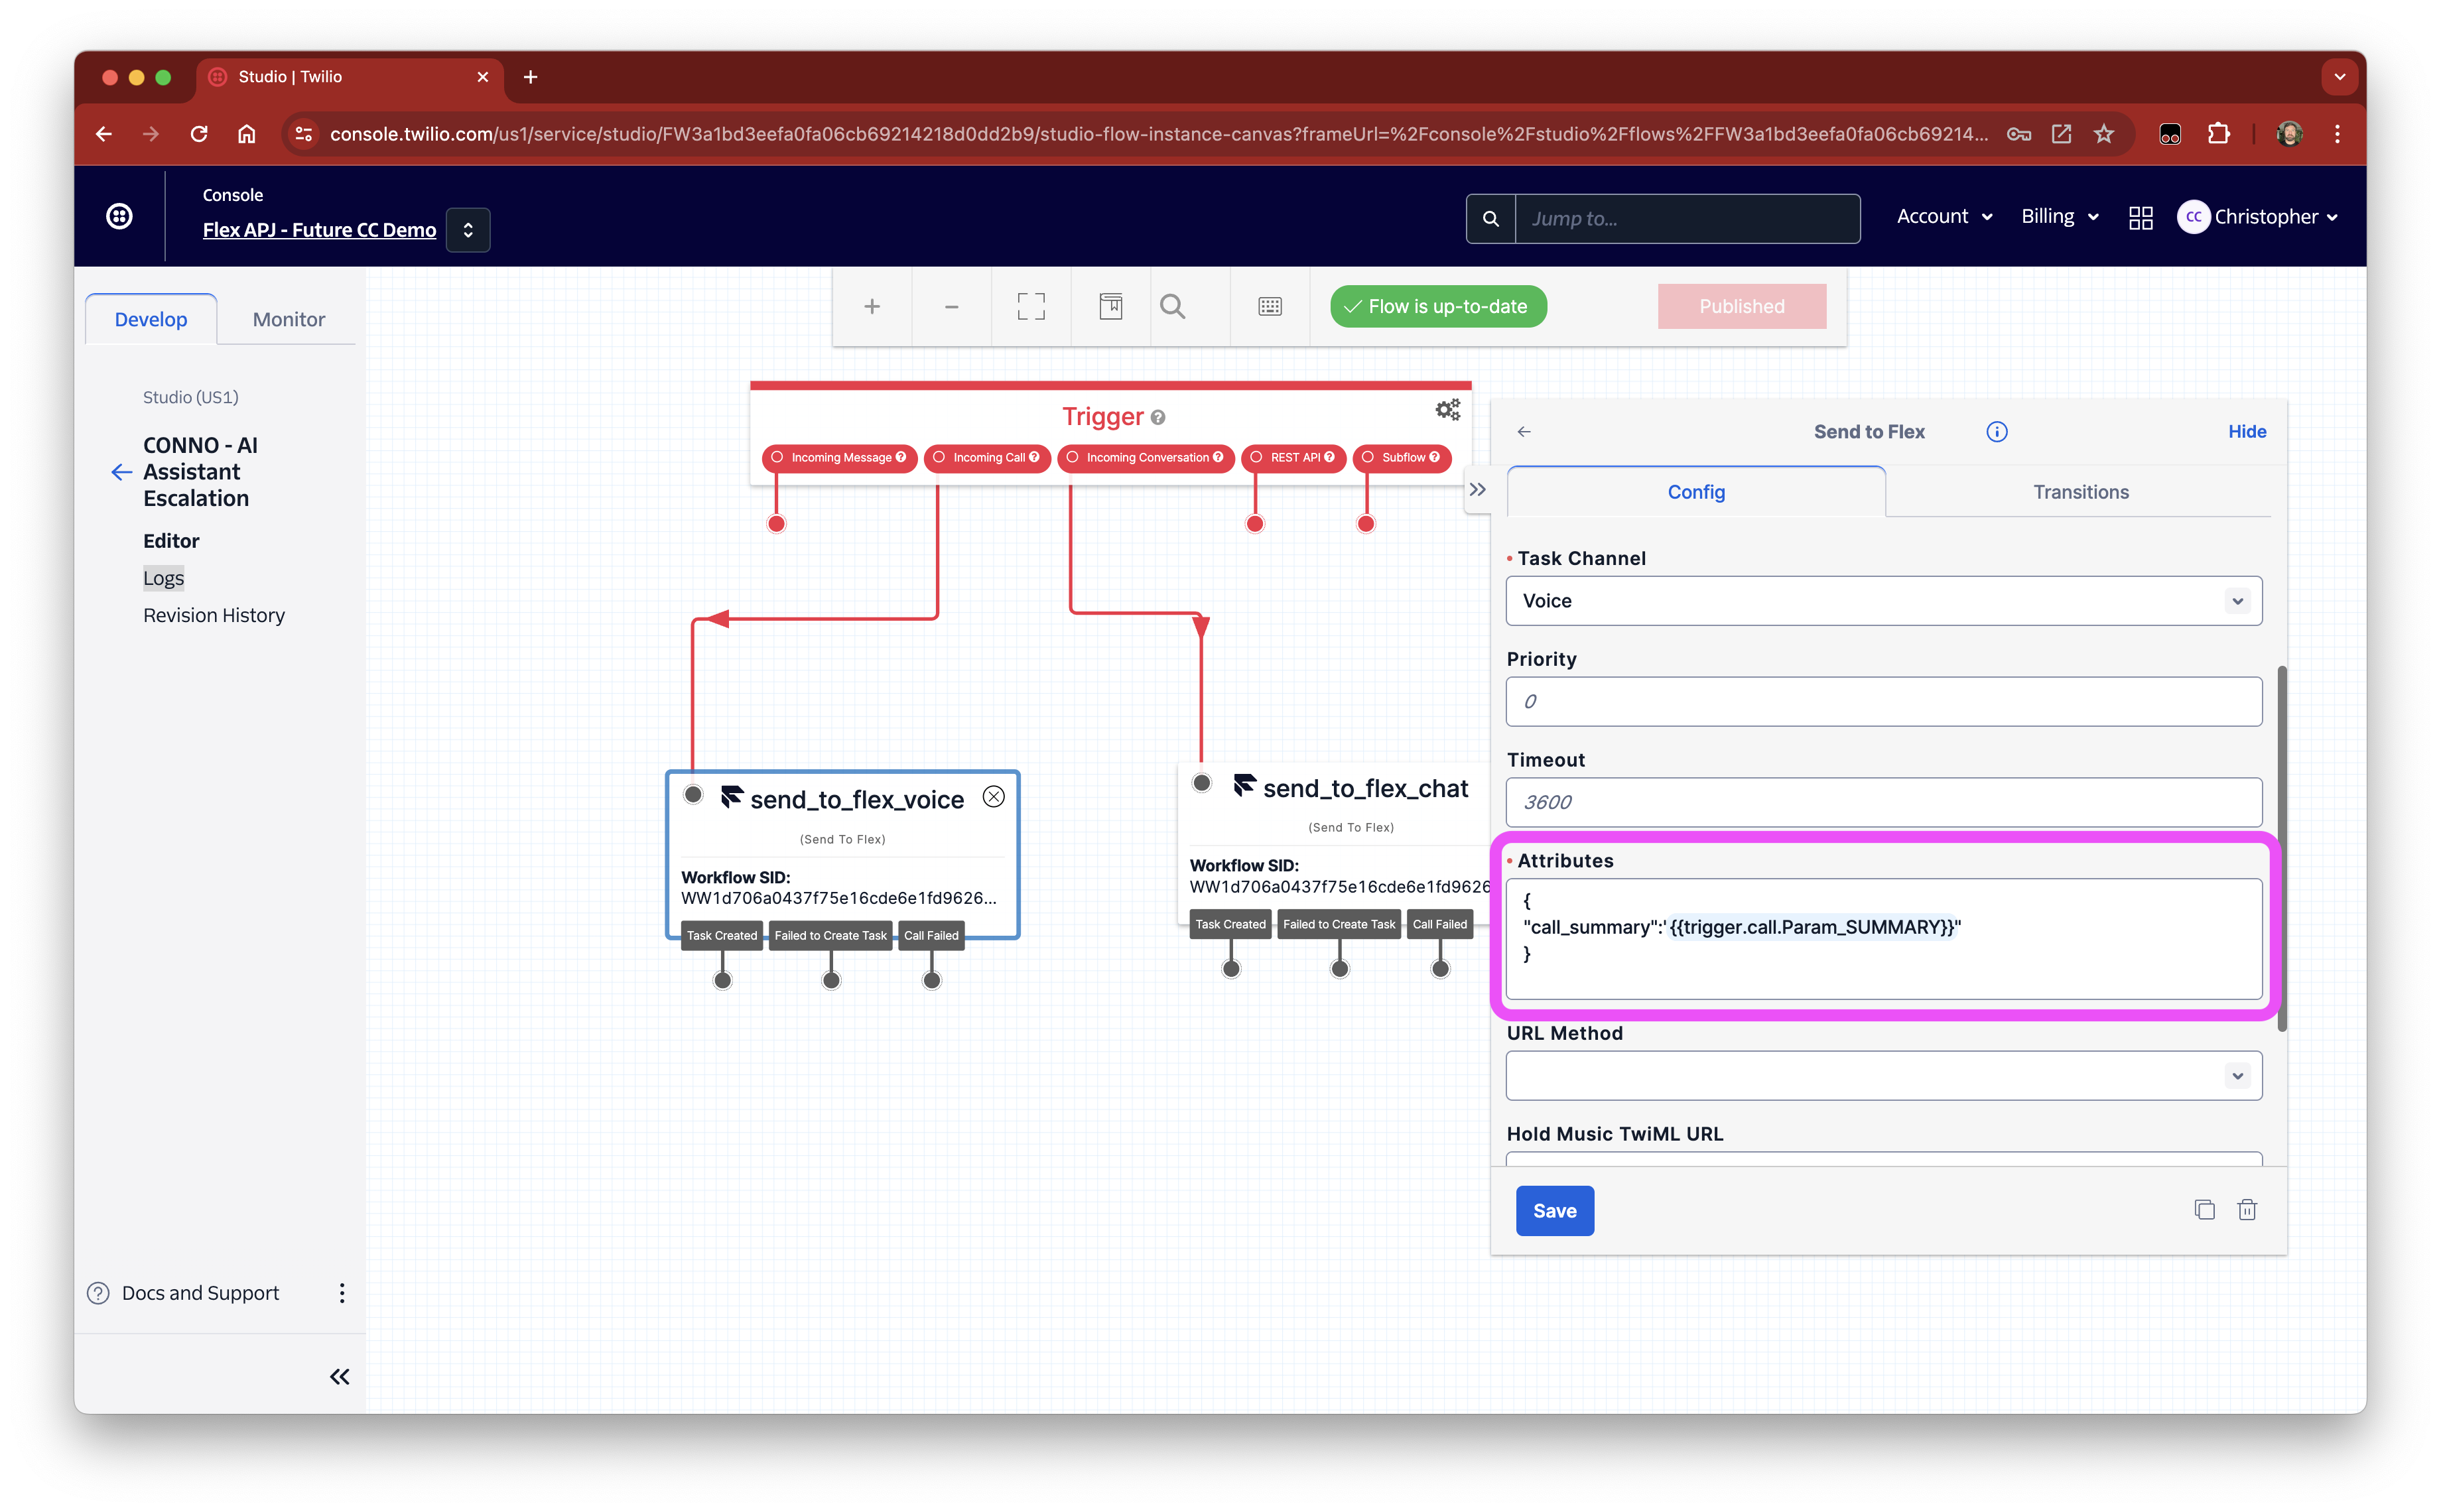 Studio | Twilio
console.twilio.com/us1/service/studio/FW3a1bd3eefa0fa06cb69214218d0dd2b9/studio-flow-instance-canvas?frameUrl=%2Fconsole%2Fstudio%2Fflows%2FFW3a1bd3eefa0fa06cb69214...
Console
Flex APJ - Future CC Demo
Jump to...
Account
Billing
CC
Christopher
Develop
Monitor
Studio (US1)
CONNO - AI
Assistant
Escalation
Editor
Logs
Revision History
Docs and Support
Flow is up-to-date
Published
Trigger
Incoming Message
Incoming Call
Incoming Conversation
REST API
Subflow
send_to_flex_voice
(Send To Flex)
Workflow SID:
WW1d706a0437f75e16cde6e1fd9626...
Task Created
Failed to Create Task
Call Failed
send_to_flex_chat
(Send To Flex)
Workflow SID:
WW1d706a0437f75e16cde6e1fd9626
Task Created
Failed to Create Task
Call Failed
Send to Flex
Hide
Config
Transitions
Task Channel
Voice
Priority
0
Timeout
3600
Attributes
{
"call_summary":"{{trigger.call.Param_SUMMARY}}"
}
URL Method
Hold Music TwiML URL
Save